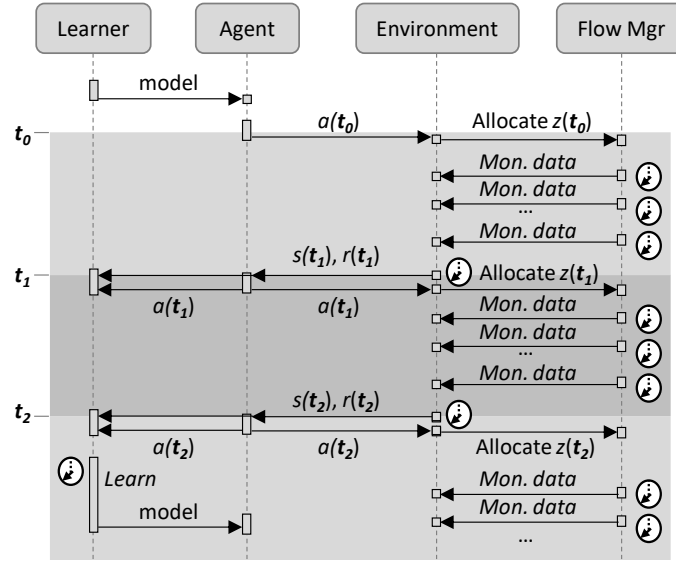 Learner Agent Environment Flow Mgr
model
t0 a(t0) Allocate z(t0)
Mon. data
Mon. data
...
Mon. data
s(t1), r(t1)
t1 Allocate z(t1)
a(t1) a(t1)
Mon. data
Mon. data
...
Mon. data
s(t2), r(t2)
t2
a(t2) a(t2) Allocate z(t2)
Learn
Mon. data
model Mon. data
...